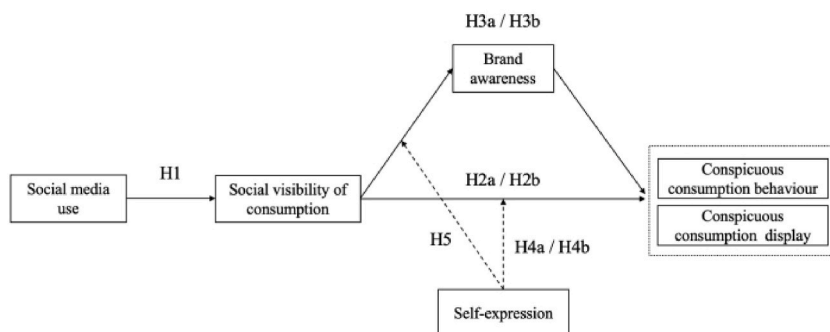 H3a / H3b
Brand
awareness
H1
H2a / H2b
Social media
use
Social visibility of
consumption
Conspicuous
consumption behaviour
Conspicuous
consumption display
H5
H4a / H4b
Self-expression